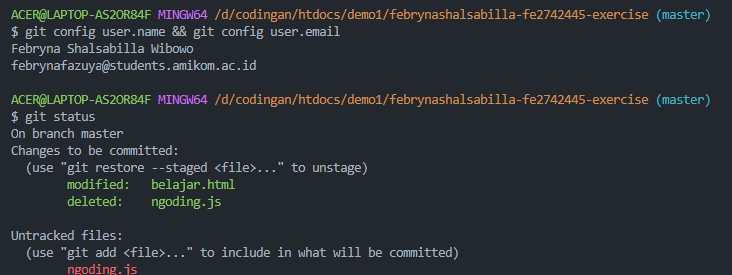 ACER@LAPTOP-AS2OR84F MINGW64 /d/codingan/htdocs/demo1/febrynashalsabilla-fe2742445-exercise (master)
$ git config user.name && git config user.email
Febryna Shalsabilla Wibowo
febrynafazuya@students.amikom.ac.id
ACER@LAPTOP-AS2OR84F MINGW64 /d/codingan/htdocs/demo1/febrynashalsabilla-fe2742445-exercise (master)
$ git status
On branch master
Changes to be committed:
  (use "git restore --staged <file>..." to unstage)
        modified:   belajar.html
        deleted:    ngoding.js
Untracked files:
  (use "git add <file>..." to include in what will be committed)
        ngoding.js